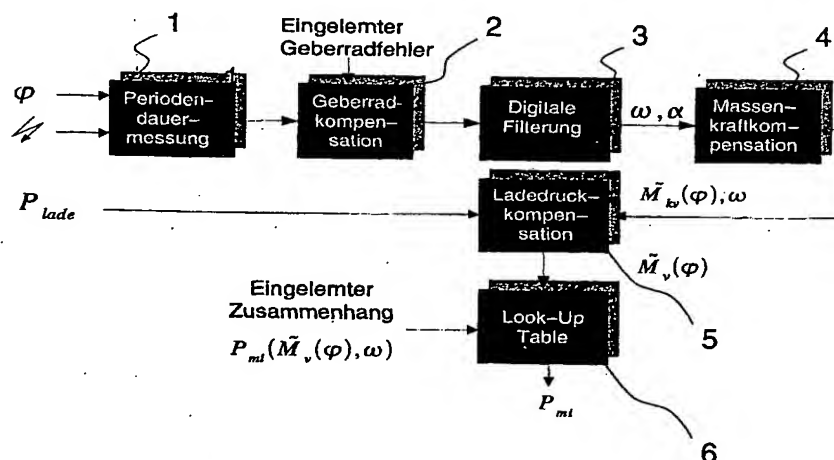 1
Eingelernter
Geberradfehler
2
3
4
φ
Perioden-
dauer-
messung
Geberrad-
kompen-
sation
Digitale
Filterung
ω, α
Massen-
kraftkom-
pensation
P_lade
Ladedruck-
kompen-
sation
M̃_kv(φ), ω
M̃_v(φ)
5
Eingelernter
Zusammenhang
P_mi(M̃_v(φ), ω)
Look-Up
Table
P_mi
6